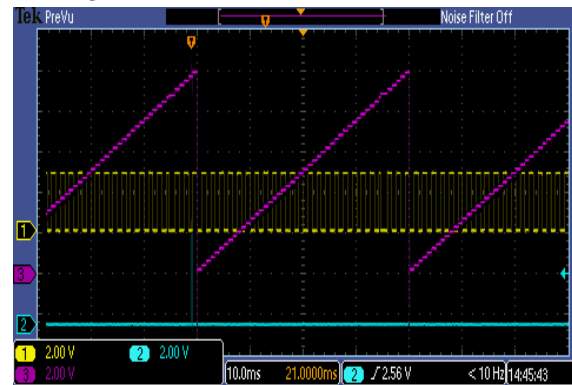 Tek PreVu Noise Filter Off
T
1
3
2
1 2.00 V 2 2.00 V
3 2.00 V 10.0ms 21.0000ms 2 ∫ 2.56 V < 10 Hz 14:45:43